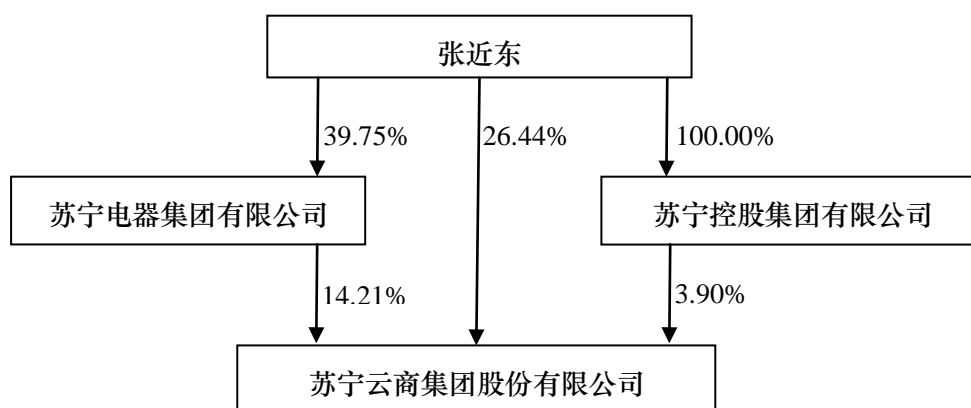 张近东
39.75%
26.44%
100.00%
苏宁电器集团有限公司
苏宁控股集团有限公司
14.21%
3.90%
苏宁云商集团股份有限公司